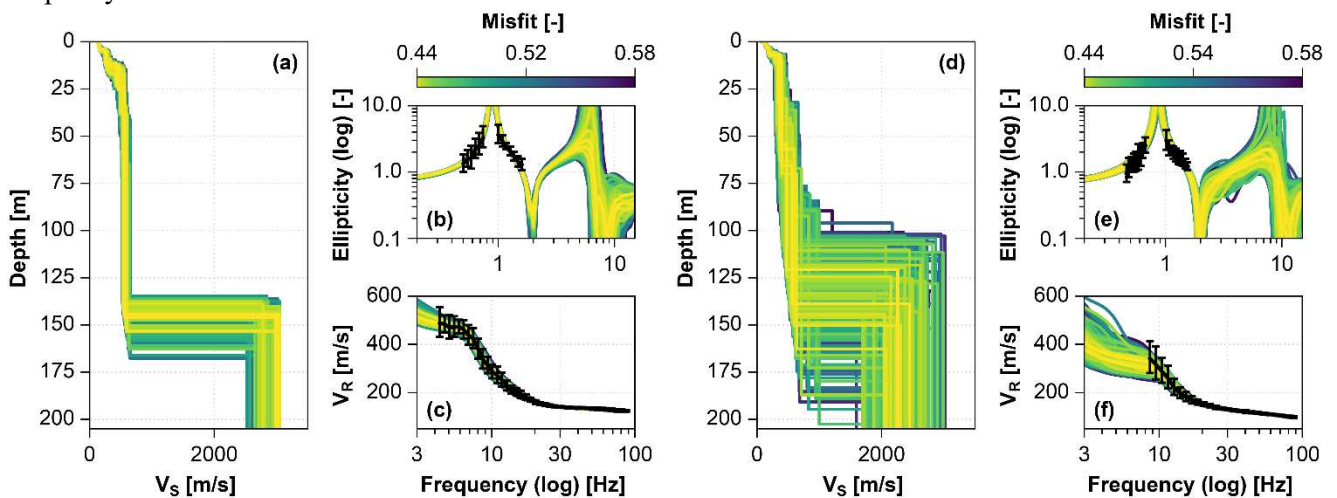 Misfit [-]
0.44 0.52 0.58
Misfit [-]
0.44 0.54 0.58
0
25
50
75
100
125
150
175
200
Depth [m]
0 2000
V_S [m/s]
(a)
10.0
1.0
0.1
Ellipticity (log) [-]
1 10
(b)
600
400
200
V_R [m/s]
3 10 30 100
Frequency (log) [Hz]
(c)
0
25
50
75
100
125
150
175
200
Depth [m]
0 2000
V_S [m/s]
(d)
10.0
1.0
0.1
Ellipticity (log) [-]
1 10
(e)
600
400
200
V_R [m/s]
3 10 30 100
Frequency (log) [Hz]
(f)